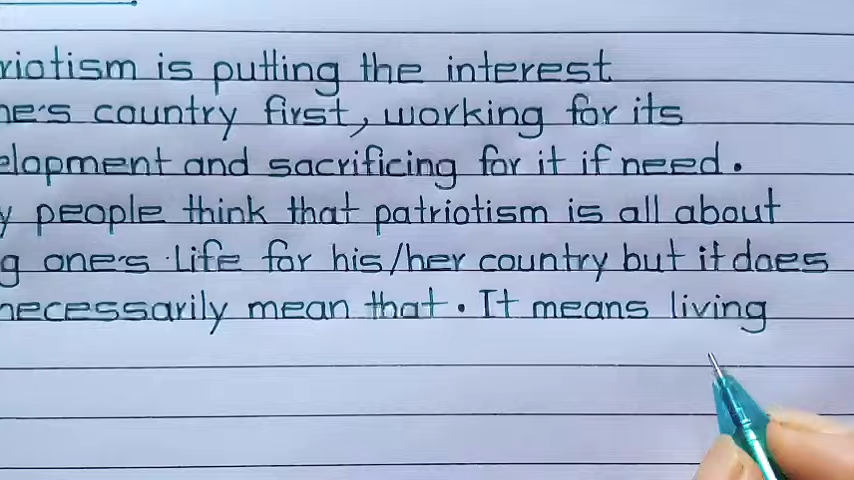 riotism is putting the interest
ne's country first, working for its
elopment and sacrificing for it if need.
y people think that patriotism is all about
g one's Life for his/her country but it does
necessarily mean that. It means living